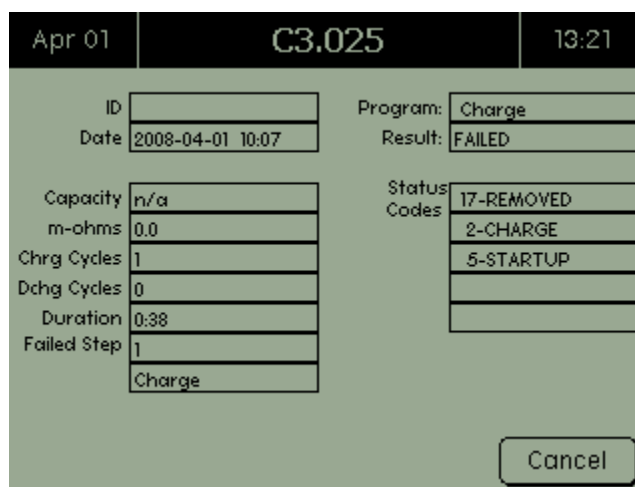 Apr 01 C3.025 13:21
ID
Program: Charge
Date 2008-04-01 10:07
Result: FAILED
Capacity n/a
Status Codes
17-REMOVED
m-ohms 0.0
2-CHARGE
Chrg Cycles 1
5-STARTUP
Dchg Cycles 0
Duration 0:38
Failed Step 1
Charge
Cancel